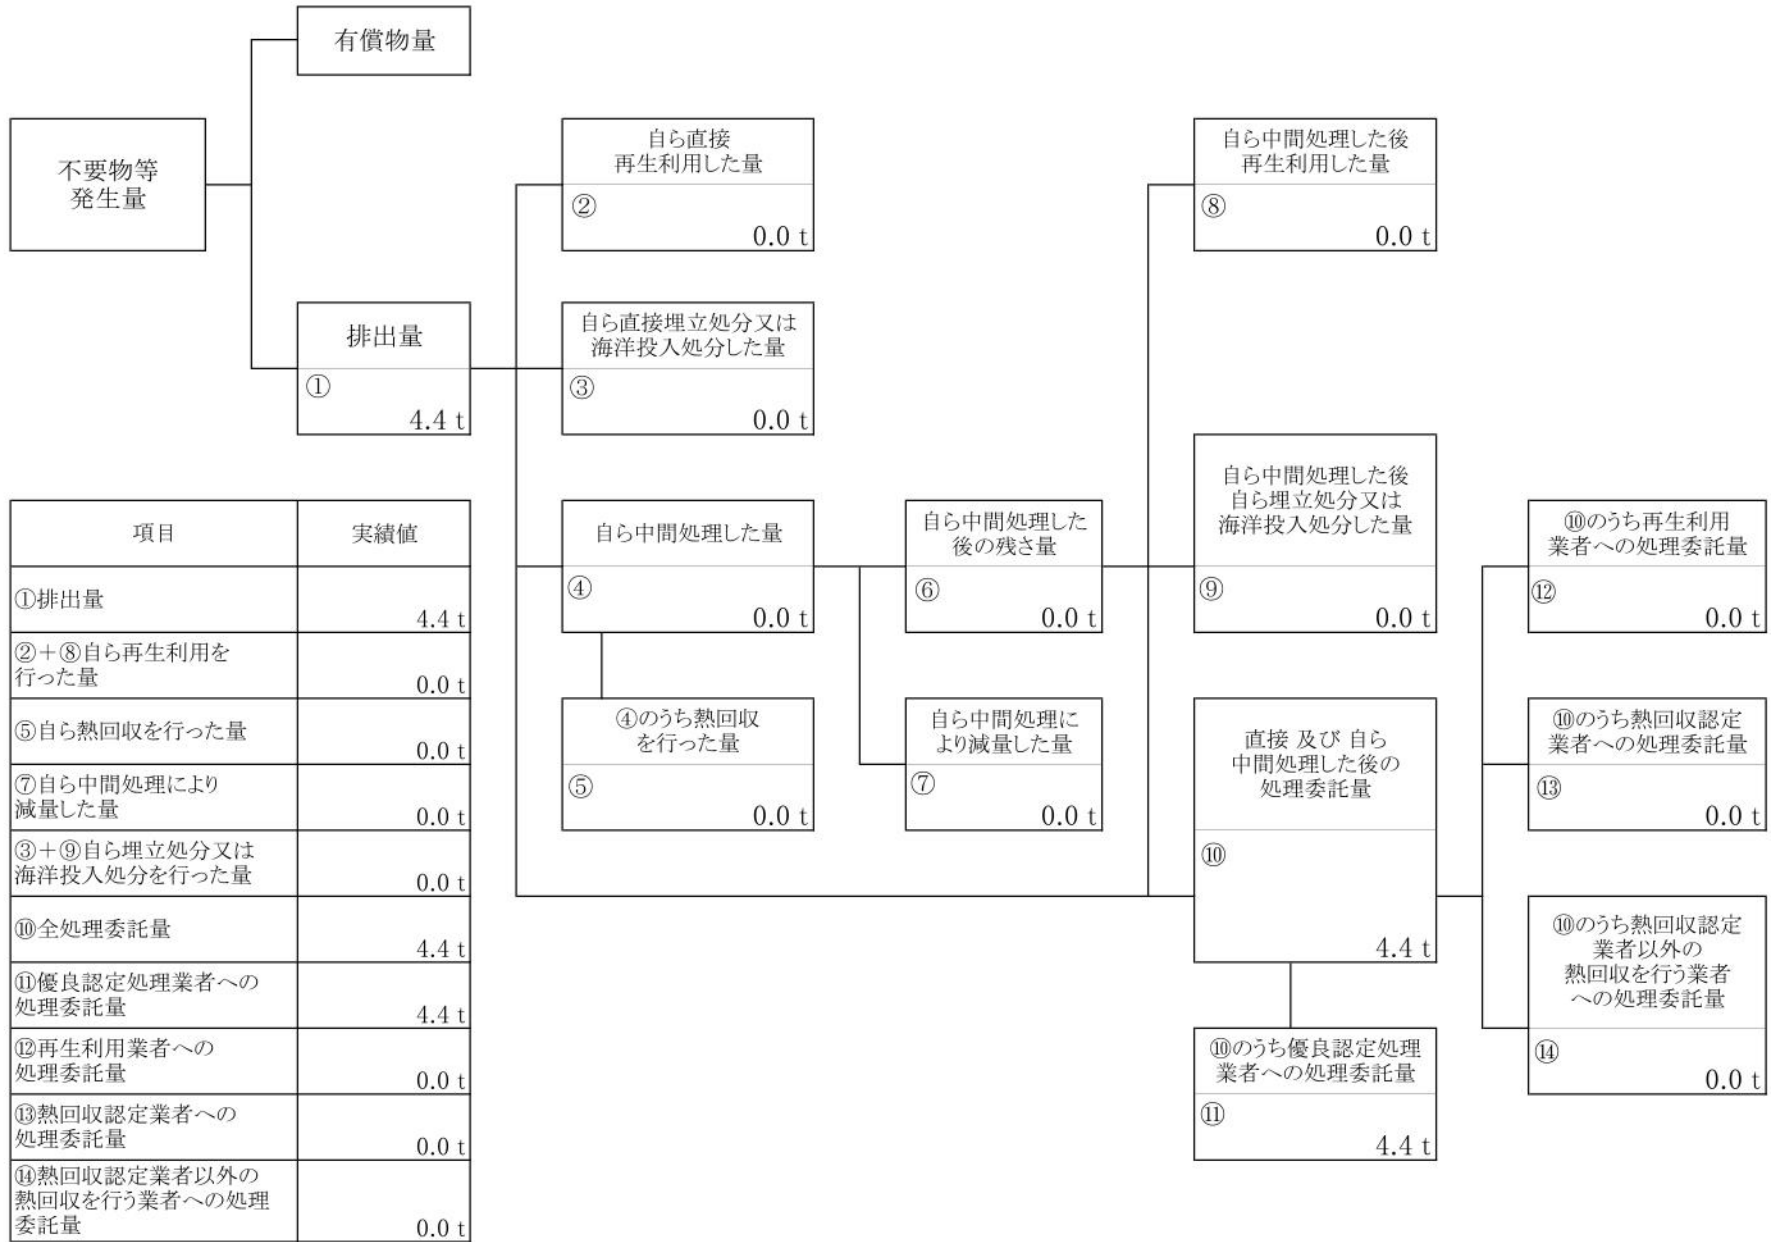 有償物量
不要物等
発生量
自ら直接
再生利用した量
②
0.0 t
自ら中間処理した後
再生利用した量
⑧
0.0 t
排出量
①
4.4 t
自ら直接埋立処分又は
海洋投入処分した量
③
0.0 t
自ら中間処理した量
④
0.0 t
自ら中間処理した
後の残さ量
⑥
0.0 t
自ら中間処理した後
自ら埋立処分又は
海洋投入処分した量
⑨
0.0 t
⑩のうち再生利用
業者への処理委託量
⑫
0.0 t
④のうち熱回収
を行った量
⑤
0.0 t
自ら中間処理に
より減量した量
⑦
0.0 t
直接 及び 自ら
中間処理した後の
処理委託量
⑩
4.4 t
⑩のうち熱回収認定
業者への処理委託量
⑬
0.0 t
⑩のうち熱回収認定
業者以外の
熱回収を行う業者
への処理委託量
⑭
0.0 t
⑩のうち優良認定処理
業者への処理委託量
⑪
4.4 t
項目 実績値
①排出量
4.4 t
②＋⑧自ら再生利用を
行った量
0.0 t
⑤自ら熱回収を行った量
0.0 t
⑦自ら中間処理により
減量した量
0.0 t
③＋⑨自ら埋立処分又は
海洋投入処分を行った量
0.0 t
⑩全処理委託量
4.4 t
⑪優良認定処理業者への
処理委託量
4.4 t
⑫再生利用業者への
処理委託量
0.0 t
⑬熱回収認定業者への
処理委託量
0.0 t
⑭熱回収認定業者以外の
熱回収を行う業者への処理
委託量
0.0 t